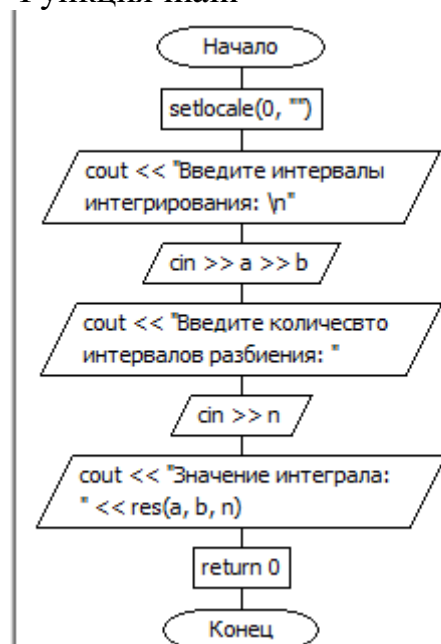 Функция main
Начало
setlocale(0, "")
cout << "Введите интервалы
интегрирования: \n"
cin >> a >> b
cout << "Введите количесвто
интервалов разбиения: "
cin >> n
cout << "Значение интеграла:
" << res(a, b, n)
return 0
Конец